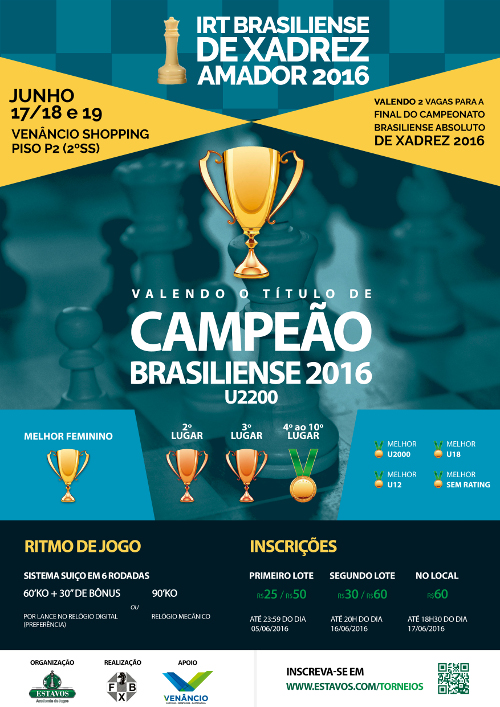 IRT BRASILIENSE
DE XADREZ
AMADOR 2016
JUNHO
17/18 e 19
VENÂNCIO SHOPPING
PISO P2 (2ºSS)
VALENDO 2 VAGAS PARA A
FINAL DO CAMPEONATO
BRASILIENSE ABSOLUTO
DE XADREZ 2016
VALENDO O TÍTULO DE
CAMPEÃO
BRASILIENSE 2016
U2200
MELHOR FEMININO
2º
LUGAR
3º
LUGAR
4º ao 10º
LUGAR
MELHOR
U2000
MELHOR
U18
MELHOR
U12
MELHOR
SEM RATING
RITMO DE JOGO
SISTEMA SUIÇO EM 6 RODADAS
60'KO + 30" DE BÔNUS
OU
90'KO
POR LANCE NO RELÓGIO DIGITAL
(PREFERÊNCIA)
RELÓGIO MECÂNICO
INSCRIÇÕES
PRIMEIRO LOTE
R$25 / R$50
ATÉ 23:59 DO DIA
05/06/2016
SEGUNDO LOTE
R$30 / R$60
ATÉ 20H DO DIA
16/06/2016
NO LOCAL
R$60
ATÉ 18H30 DO DIA
17/06/2016
ORGANIZAÇÃO
ESTAVOS
REALIZAÇÃO
F B
X
APOIO
VENÂNCIO
INSCREVA-SE EM
WWW.ESTAVOS.COM/TORNEIOS